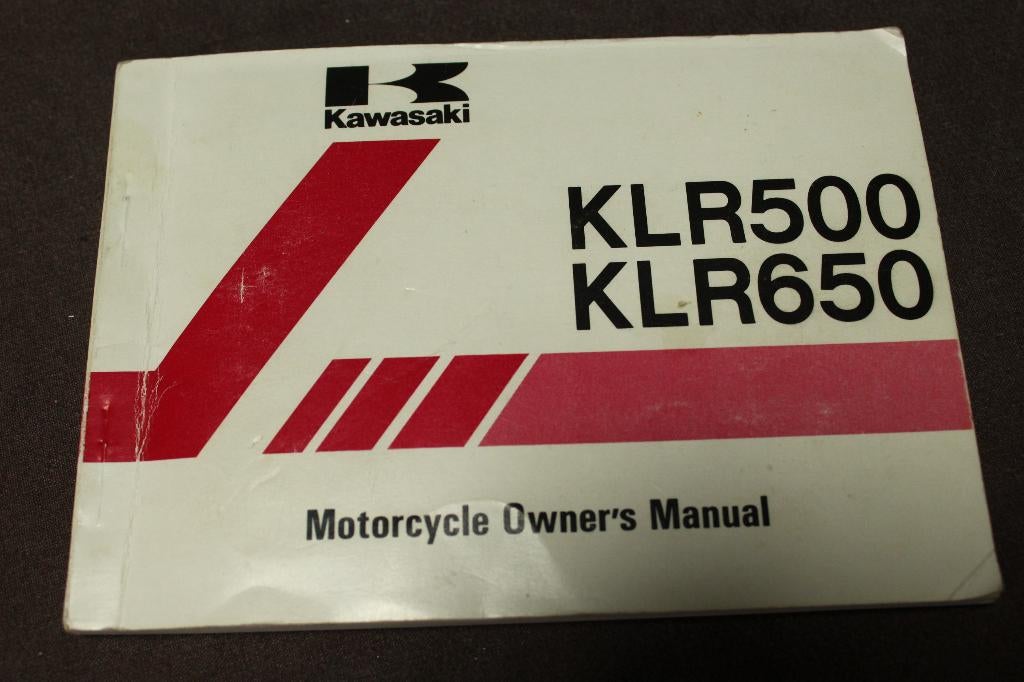 Kawasaki
KLR500
KLR650
Motorcycle Owner's Manual